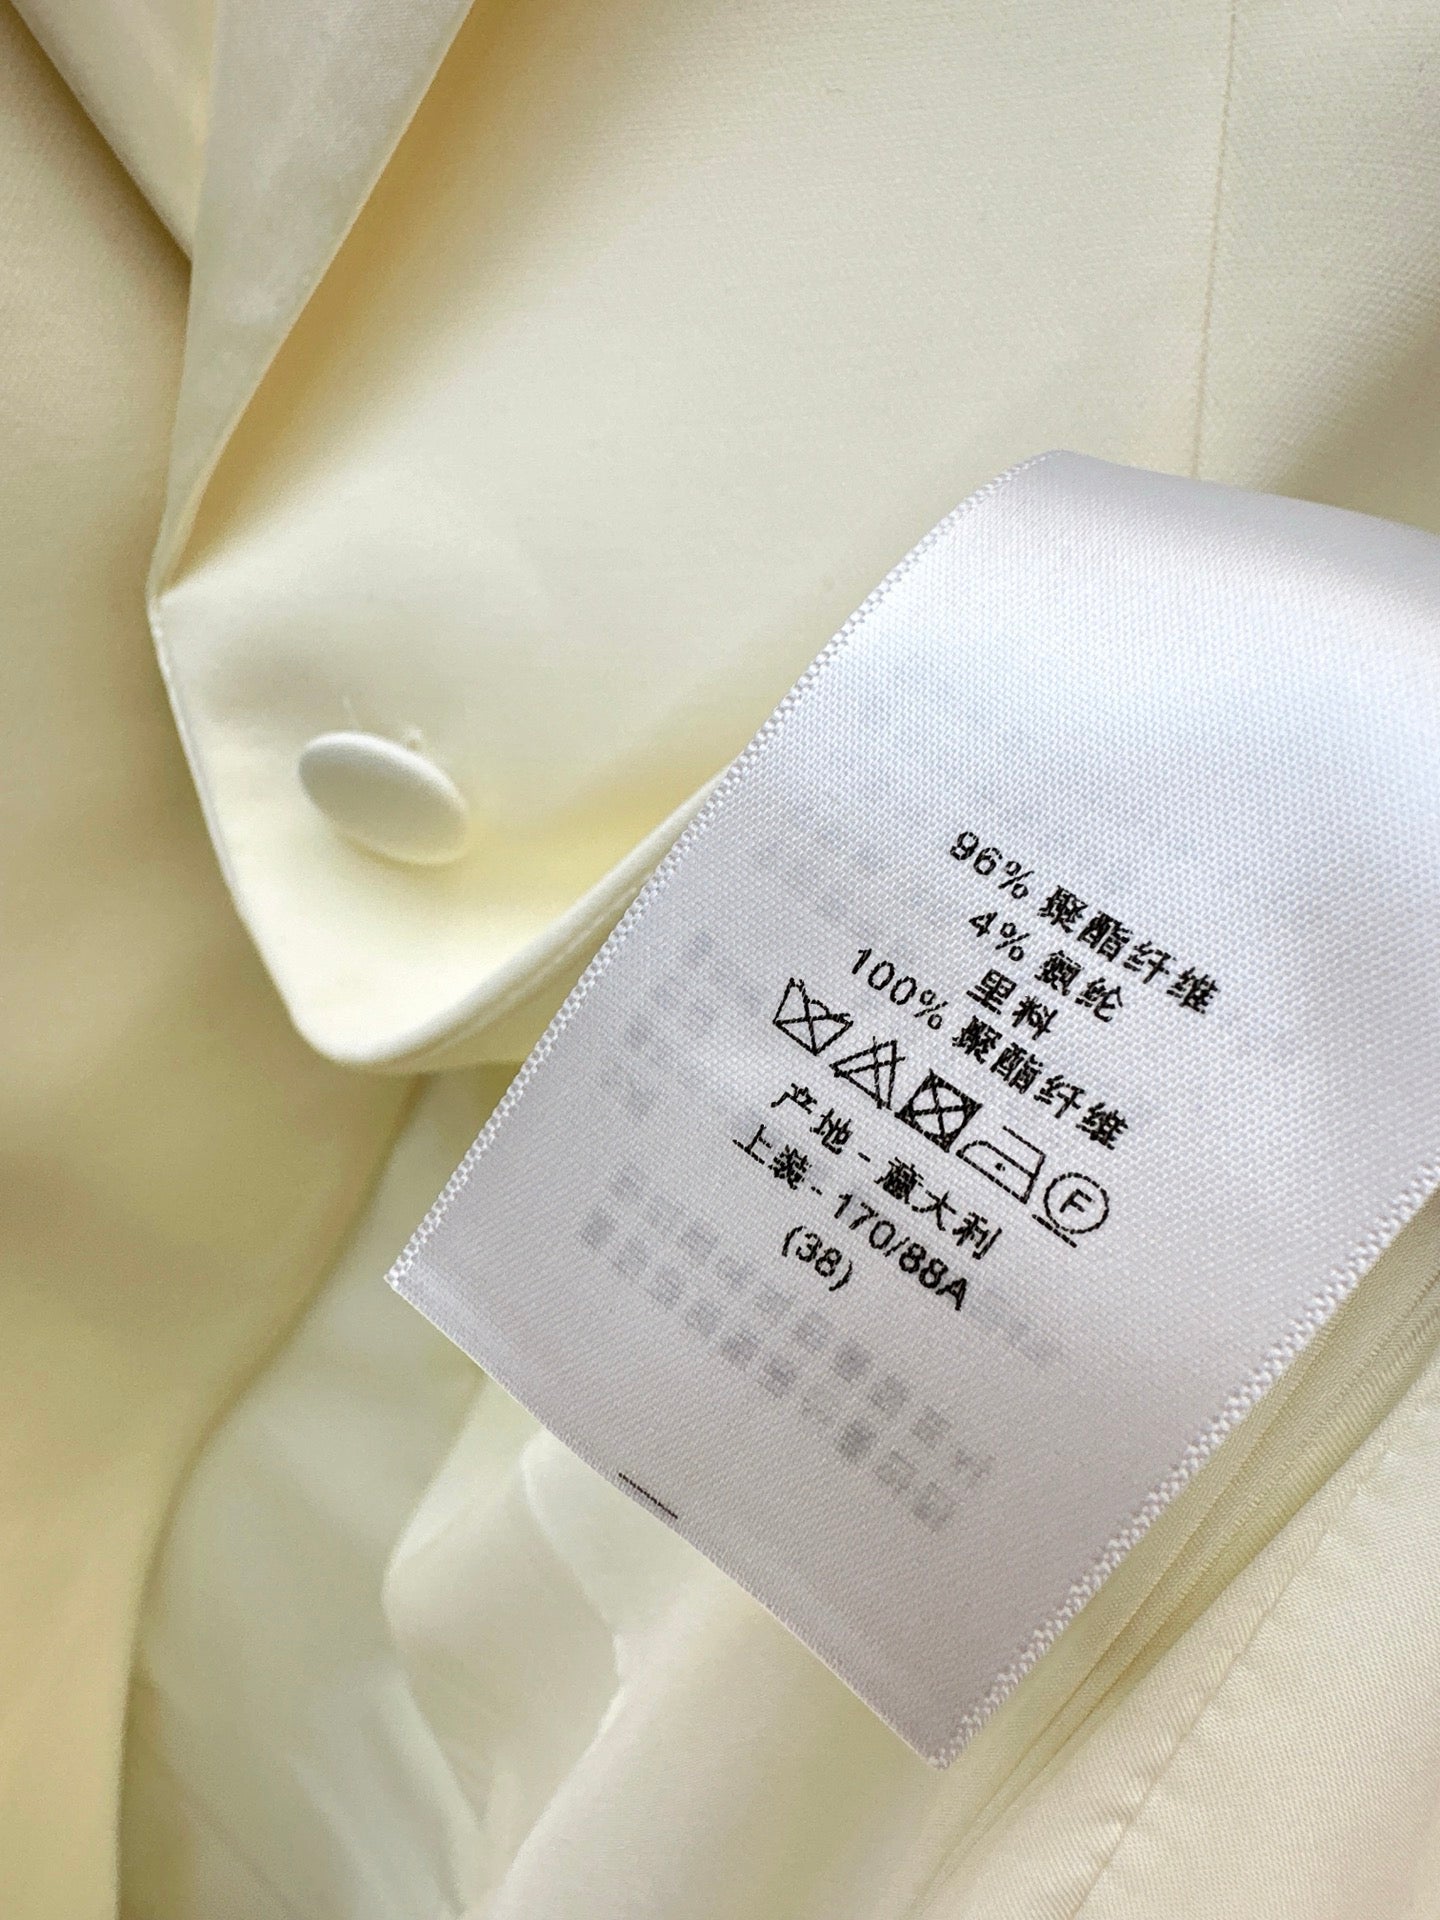 96% 聚酯纤维
4% 氨纶
里料
100% 聚酯纤维
F
产地 - 意大利
上装 - 170/88A
(38)